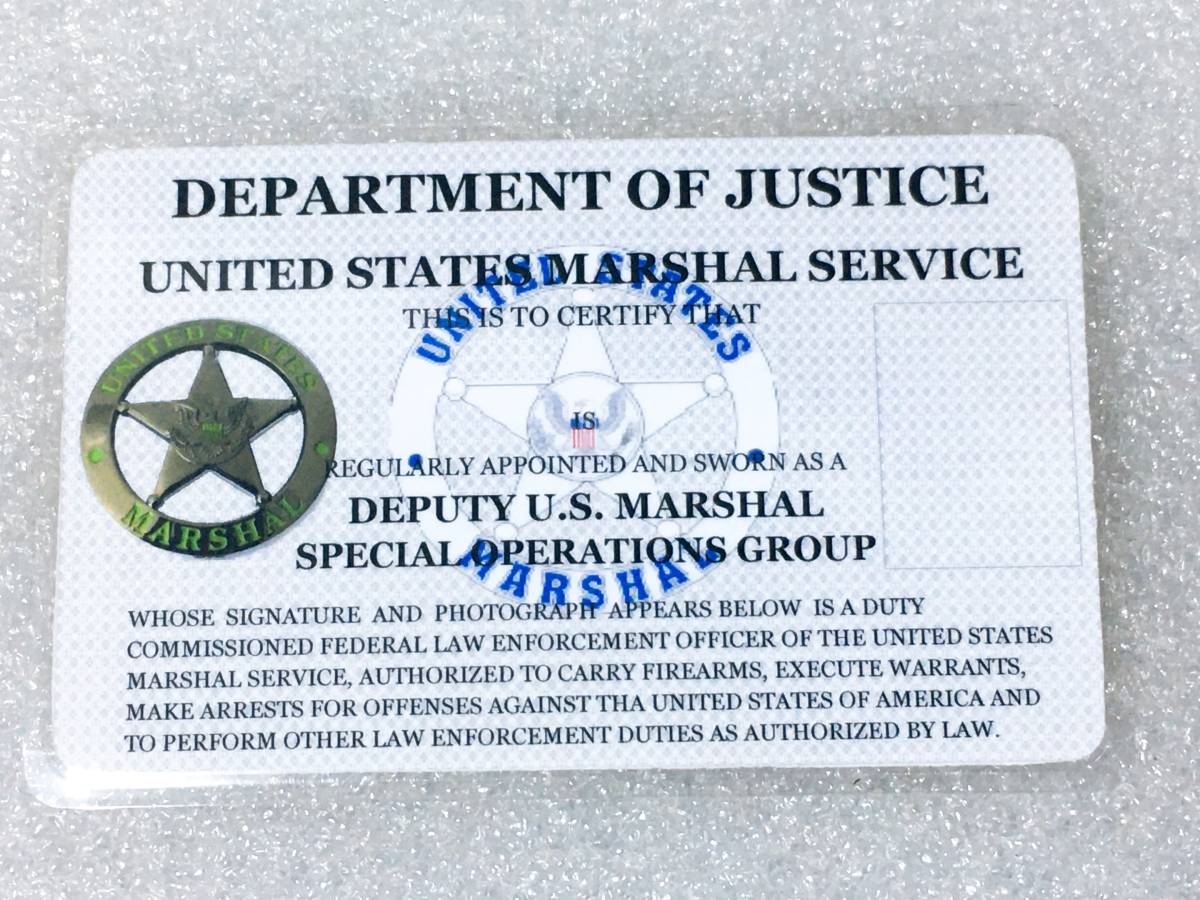 DEPARTMENT OF JUSTICE
UNITED STATES MARSHAL SERVICE
THIS IS TO CERTIFY THAT
UNITED STATES
UNITED STATES
IS
REGULARLY APPOINTED AND SWORN AS A
DEPUTY U.S. MARSHAL
MARSHAL
SPECIAL OPERATIONS GROUP
MARSHAL
WHOSE SIGNATURE AND PHOTOGRAPH APPEARS BELOW IS A DUTY
COMMISSIONED FEDERAL LAW ENFORCEMENT OFFICER OF THE UNITED STATES
MARSHAL SERVICE, AUTHORIZED TO CARRY FIREARMS, EXECUTE WARRANTS,
MAKE ARRESTS FOR OFFENSES AGAINST THA UNITED STATES OF AMERICA AND
TO PERFORM OTHER LAW ENFORCEMENT DUTIES AS AUTHORIZED BY LAW.